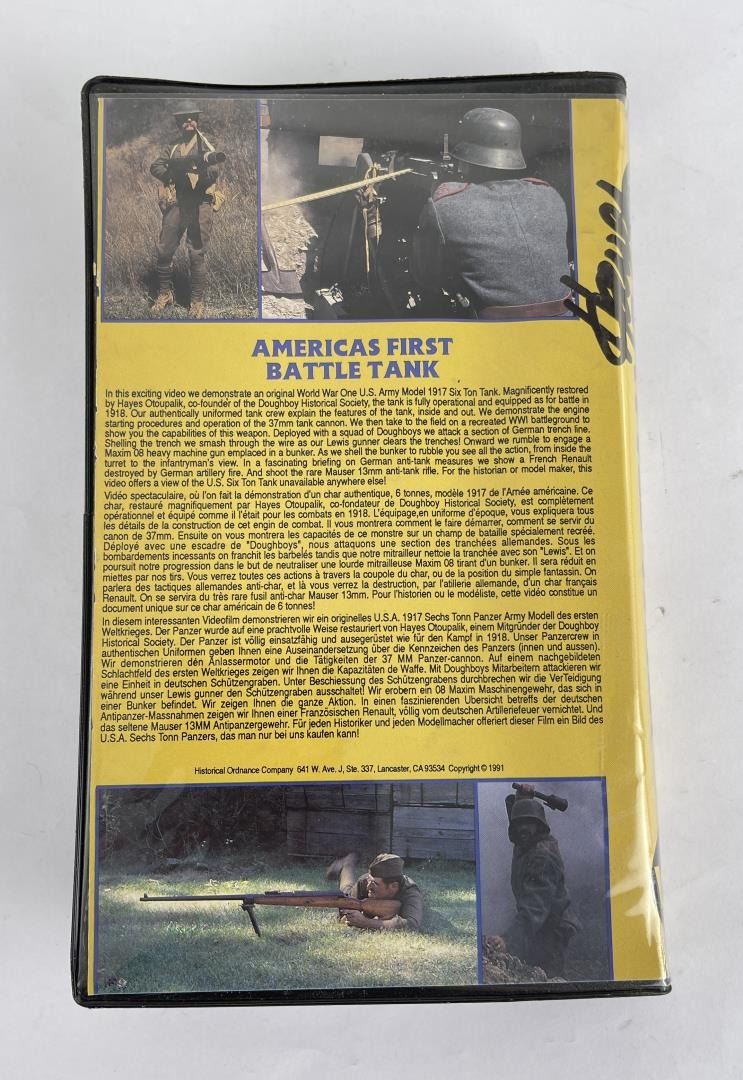 AMERICAS FIRST
BATTLE TANK
In this exciting video we demonstrate an original World War One U.S. Army Model 1917 Six Ton Tank. Magnificently restored
by Hayes Otoupalik, co-founder of the Doughboy Historical Society, the tank is fully operational and equipped as for battle in
1918. Our authentically uniformed tank crew explain the features of the tank, inside and out. We demonstrate the engine
starting procedures and operation of the 37mm tank cannon. We then take to the field on a recreated WWI battleground to
show you the capabilities of this weapon. Deployed with a squad of Doughboys we attack a section of German trench line.
Shelling the trench we smash through the wire as our Lewis gunner clears the trenches! Onward we rumble to engage a
Maxim 08 heavy machine gun emplaced in a bunker. As we shell the bunker to rubble you see all the action, from inside the
turret to the infantryman's view. In a fascinating briefing on German anti-tank measures we show a French Renault
destroyed by German artillery fire. And shoot the rare Mauser 13mm anti-tank rifle. For the historian or model maker, this
video offers a view of the U.S. Six Ton Tank unavailable anywhere else!
Vidéo spectaculaire, où l'on fait la démonstration d'un char authentique, 6 tonnes, modèle 1917 de l'Amée américaine. Ce
char, restauré magnifiquement par Hayes Otoupalik, co-fondateur de Doughboy Historical Society, est complètement
opérationnel et équipé comme il l'était pour les combats en 1918. L'équipage,en uniforme d'époque, vous expliquera tous
les détails de la construction de cet engin de combat. Il vous montrera comment le faire démarrer, comment se servir du
canon de 37mm. Ensuite on vous montrera les capacités de ce monstre sur un champ de bataille spécialement recréé.
Déployé avec une escadre de "Doughboys", nous attaquons une section des tranchées allemandes. Sous les
bombardements incessants on franchit les barbelés tandis que notre mitrailleur nettoie la tranchée avec son "Lewis". Et on
poursuit notre progression dans le but de neutraliser une lourde mitrailleuse Maxim 08 tirant d'un bunker. Il sera réduit en
miettes par nos tirs. Vous verrez toutes ces actions à travers la coupole du char, ou de la position du simple fantassin. On
parlera des tactiques allemandes anti-char, et là vous verrez la destruction, par l'atilerie allemande, d'un char français
Renault. On se servira du très rare fusil anti-char Mauser 13mm. Pour l'historien ou le modéliste, cette vidéo constitue un
document unique sur ce char américain de 6 tonnes!
In diesem interessanten Videofilm demonstrieren wir ein originelles U.S.A. 1917 Sechs Tonn Panzer Army Modell des ersten
Weltkrieges. Der Panzer wurde auf eine prachtvolle Weise restauriert von Hayes Otoupalik, einem Mitgründer der Doughboy
Historical Society. Der Panzer ist völlig einsatzfähig und ausegerüstet wie für den Kampf in 1918. Unser Panzercrew in
authentischen Uniformen geben Ihnen eine Auseinandersetzung über die Kennzeichen des Panzers (innen und aussen).
Wir demonstrieren dén Anlassermotor und die Tätigkeiten der 37 MM Panzer-cannon. Auf einem nachgebildeten
Schlachtfeld des ersten Weltkrieges zeigen wir Ihnen die Kapazitäten de Waffe. Mit Doughboys Mitarbeitern attackieren wir
eine Einheit in deutschen Schützengraben. Unter Beschiessung des Schützengrabens durchbrechen wir die VerTeidigung
während unser Lewis gunner den Schützengraben ausschaltet! Wir erobern ein 08 Maxim Maschinengewehr, das sich in
einer Bunker befindet. Wir zeigen Ihnen die ganze Aktion. In einen faszinierenden Übersicht betreffs der deutschen
Antipanzer-Massnahmen zeigen wir Ihnen einer Französischen Renault, völlig vom deutschen Artileriefeuer vernichtet. Und
das seltene Mauser 13MM Antipanzergewehr. Für jeden Historiker und jeden Modellmacher offeriert dieser Film ein Bild des
U.S.A. Sechs Tonn Panzers, das man nur bei uns kaufen kann!
Historical Ordnance Company 641 W. Ave. J, Ste. 337, Lancaster, CA 93534 Copyright © 1991